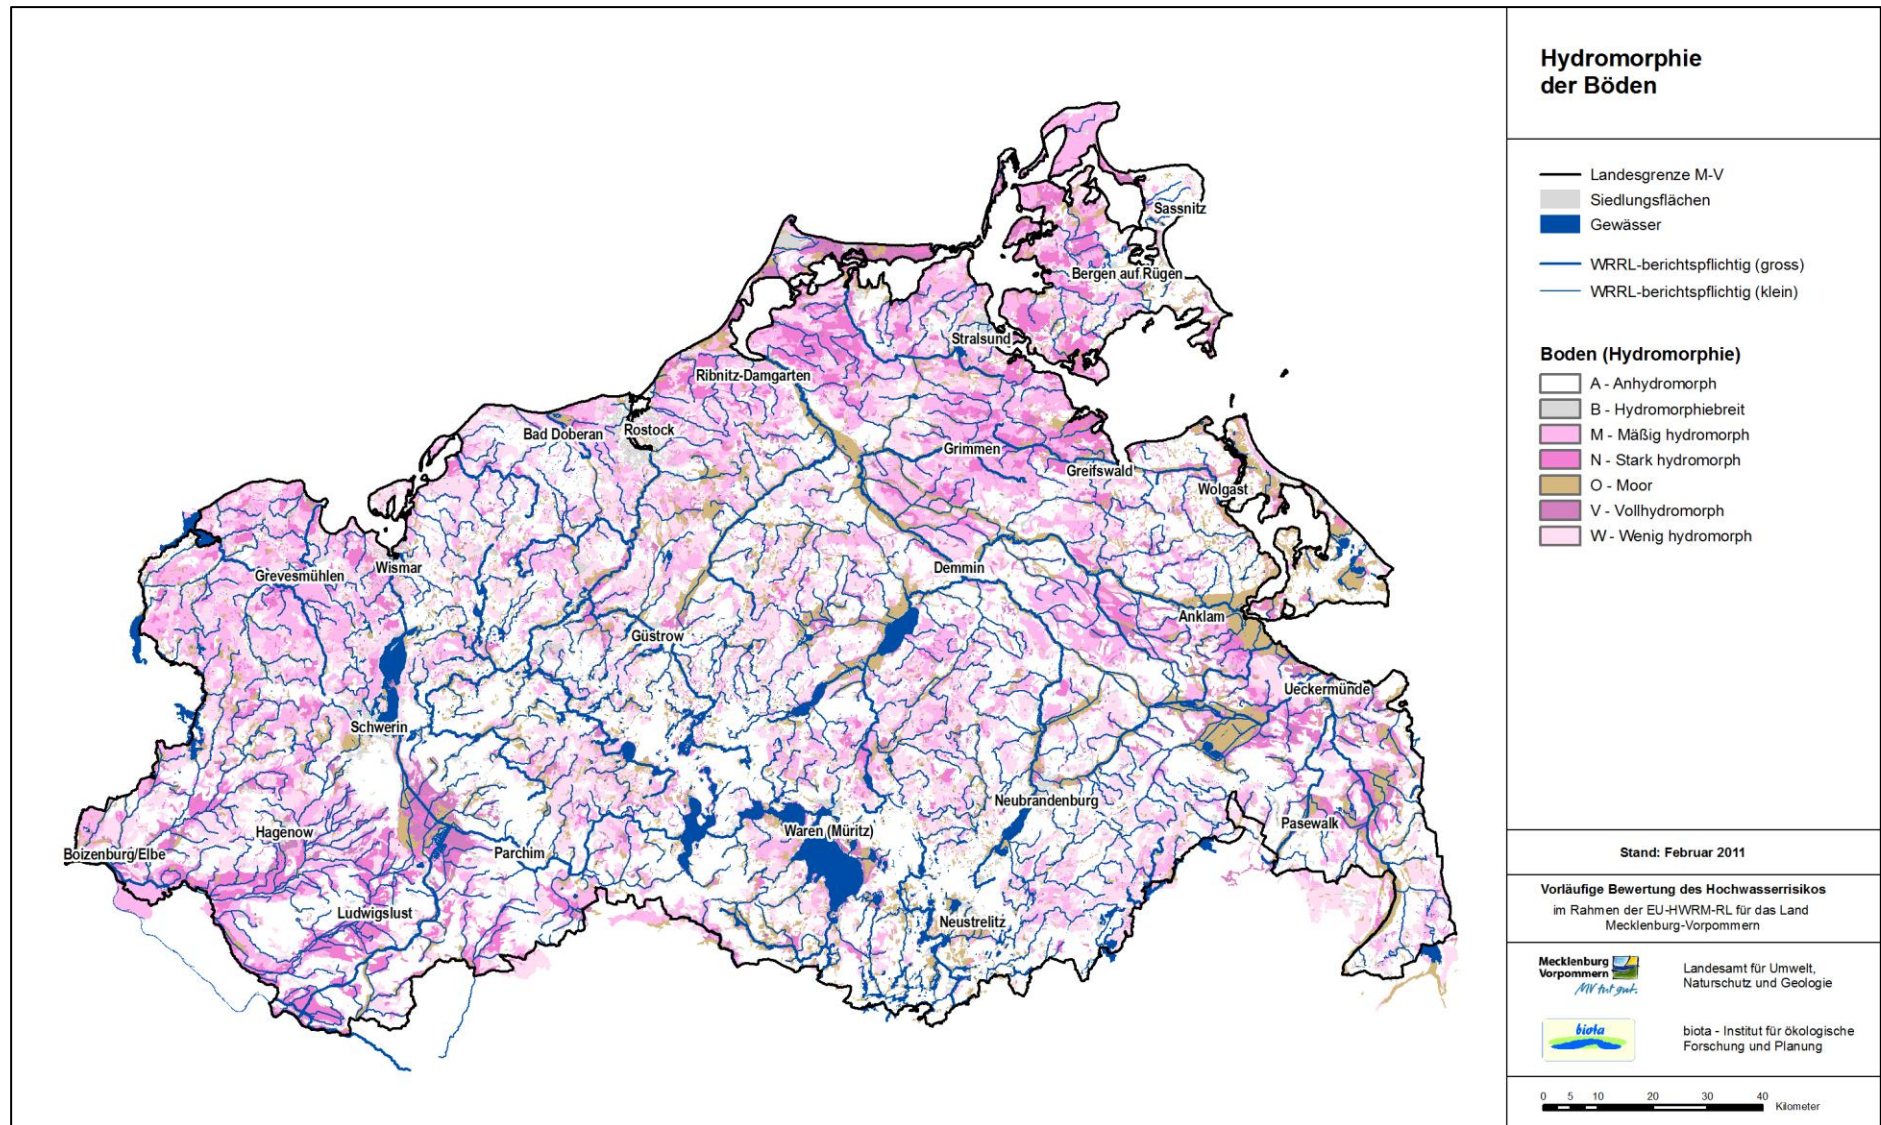 Hydromorphie
der Böden
Landesgrenze M-V
Siedlungsflächen
Gewässer
WRRL-berichtspflichtig (gross)
WRRL-berichtspflichtig (klein)
Boden (Hydromorphie)
A - Anhydromorph
B - Hydromorphiebreit
M - Mäßig hydromorph
N - Stark hydromorph
O - Moor
V - Vollhydromorph
W - Wenig hydromorph
Sassnitz
Bergen auf Rügen
Stralsund
Ribnitz-Damgarten
Bad Doberan
Rostock
Grimmen
Greifswald
Wolgast
Grevesmühlen
Wismar
Demmin
Anklam
Güstrow
Ueckermünde
Schwerin
Neubrandenburg
Pasewalk
Hagenow
Waren (Müritz)
Boizenburg/Elbe
Parchim
Ludwigslust
Neustrelitz
Stand: Februar 2011
Vorläufige Bewertung des Hochwasserrisikos
im Rahmen der EU-HWRM-RL für das Land
Mecklenburg-Vorpommern
Mecklenburg
Vorpommern
MV tut gut.
Landesamt für Umwelt,
Naturschutz und Geologie
biota
biota - Institut für ökologische
Forschung und Planung
0 5 10 20 30 40
Kilometer